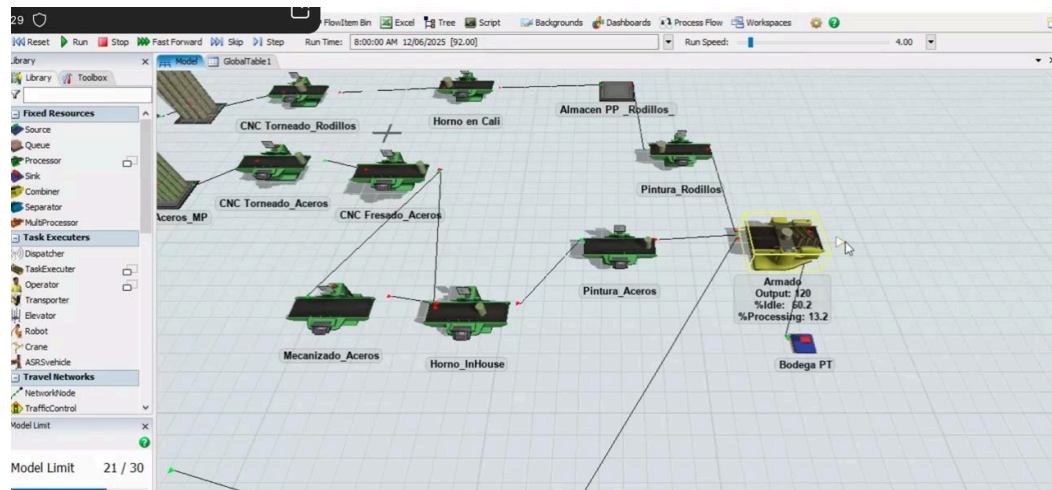 29
FlowItem Bin Excel Tree Script Backgrounds Dashboards Process Flow Workspaces
Reset Run Stop Fast Forward Skip Step Run Time: 8:00:00 AM 12/06/2025 [92.00] Run Speed: 4.00
Library
Model GlobalTable1
Library Toolbox
Fixed Resources
Source
Queue
Processor
Sink
Combiner
Separator
MultiProcessor
Task Executers
Dispatcher
TaskExecuter
Operator
Transporter
Elevator
Robot
Crane
ASRSvehicle
Travel Networks
NetworkNode
TrafficControl
Model Limit
Model Limit 21 / 30
CNC Torneado_Rodillos
Horno en Cali
Almacen PP _Rodillos_
Aceros_MP
CNC Torneado_Aceros
CNC Fresado_Aceros
Pintura_Rodillos
Mecanizado_Aceros
Horno_InHouse
Pintura_Aceros
Armado
Output: 120
%Idle: 60.2
%Processing: 13.2
Bodega PT